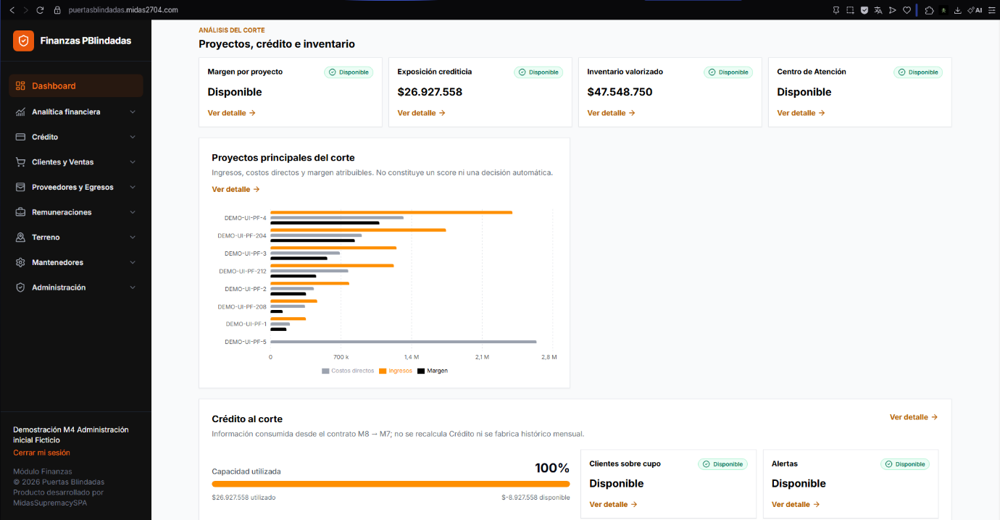 puertasblindadas.midas2704.com
AI
Finanzas PBlindadas
Dashboard
Analítica financiera
Crédito
Clientes y Ventas
Proveedores y Egresos
Remuneraciones
Terreno
Mantenedores
Administración
Demostración M4 Administración
inicial Ficticio
Cerrar mi sesión
Módulo Finanzas
© 2026 Puertas Blindadas
Producto desarrollado por
MidasSupremacySPA
ANÁLISIS DEL CORTE
Proyectos, crédito e inventario
Margen por proyecto
Disponible
Disponible
Ver detalle →
Exposición crediticia
Disponible
$26.927.558
Ver detalle →
Inventario valorizado
Disponible
$47.548.750
Ver detalle →
Centro de Atención
Disponible
Disponible
Ver detalle →
Proyectos principales del corte
Ingresos, costos directos y margen atribuibles. No constituye un score ni una decisión automática.
Ver detalle →
DEMO-UI-PF-4
DEMO-UI-PF-204
DEMO-UI-PF-3
DEMO-UI-PF-212
DEMO-UI-PF-2
DEMO-UI-PF-208
DEMO-UI-PF-1
DEMO-UI-PF-5
0 700 k 1,4 M 2,1 M 2,8 M
Costos directos Ingresos Margen
Crédito al corte
Ver detalle →
Información consumida desde el contrato M8 → M7; no se recalcula Crédito ni se fabrica histórico mensual.
Capacidad utilizada 100%
$26.927.558 utilizado $-8.927.558 disponible
Clientes sobre cupo
Disponible
Disponible
Ver detalle →
Alertas
Disponible
Disponible
Ver detalle →